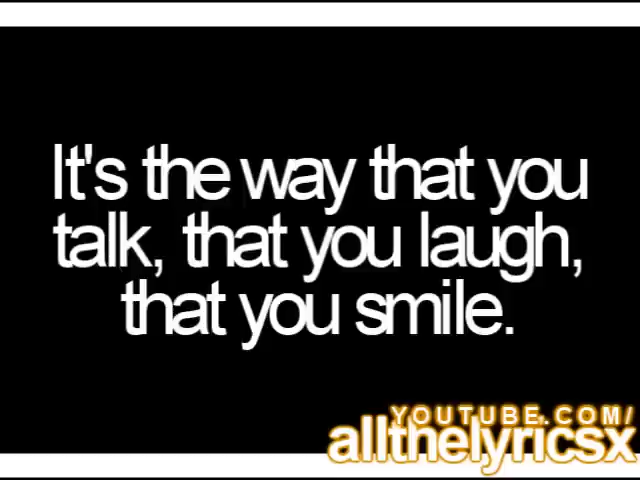 It's the way that you
talk, that you laugh,
that you smile.
YOUTUBE.COM/
allthelyricsx